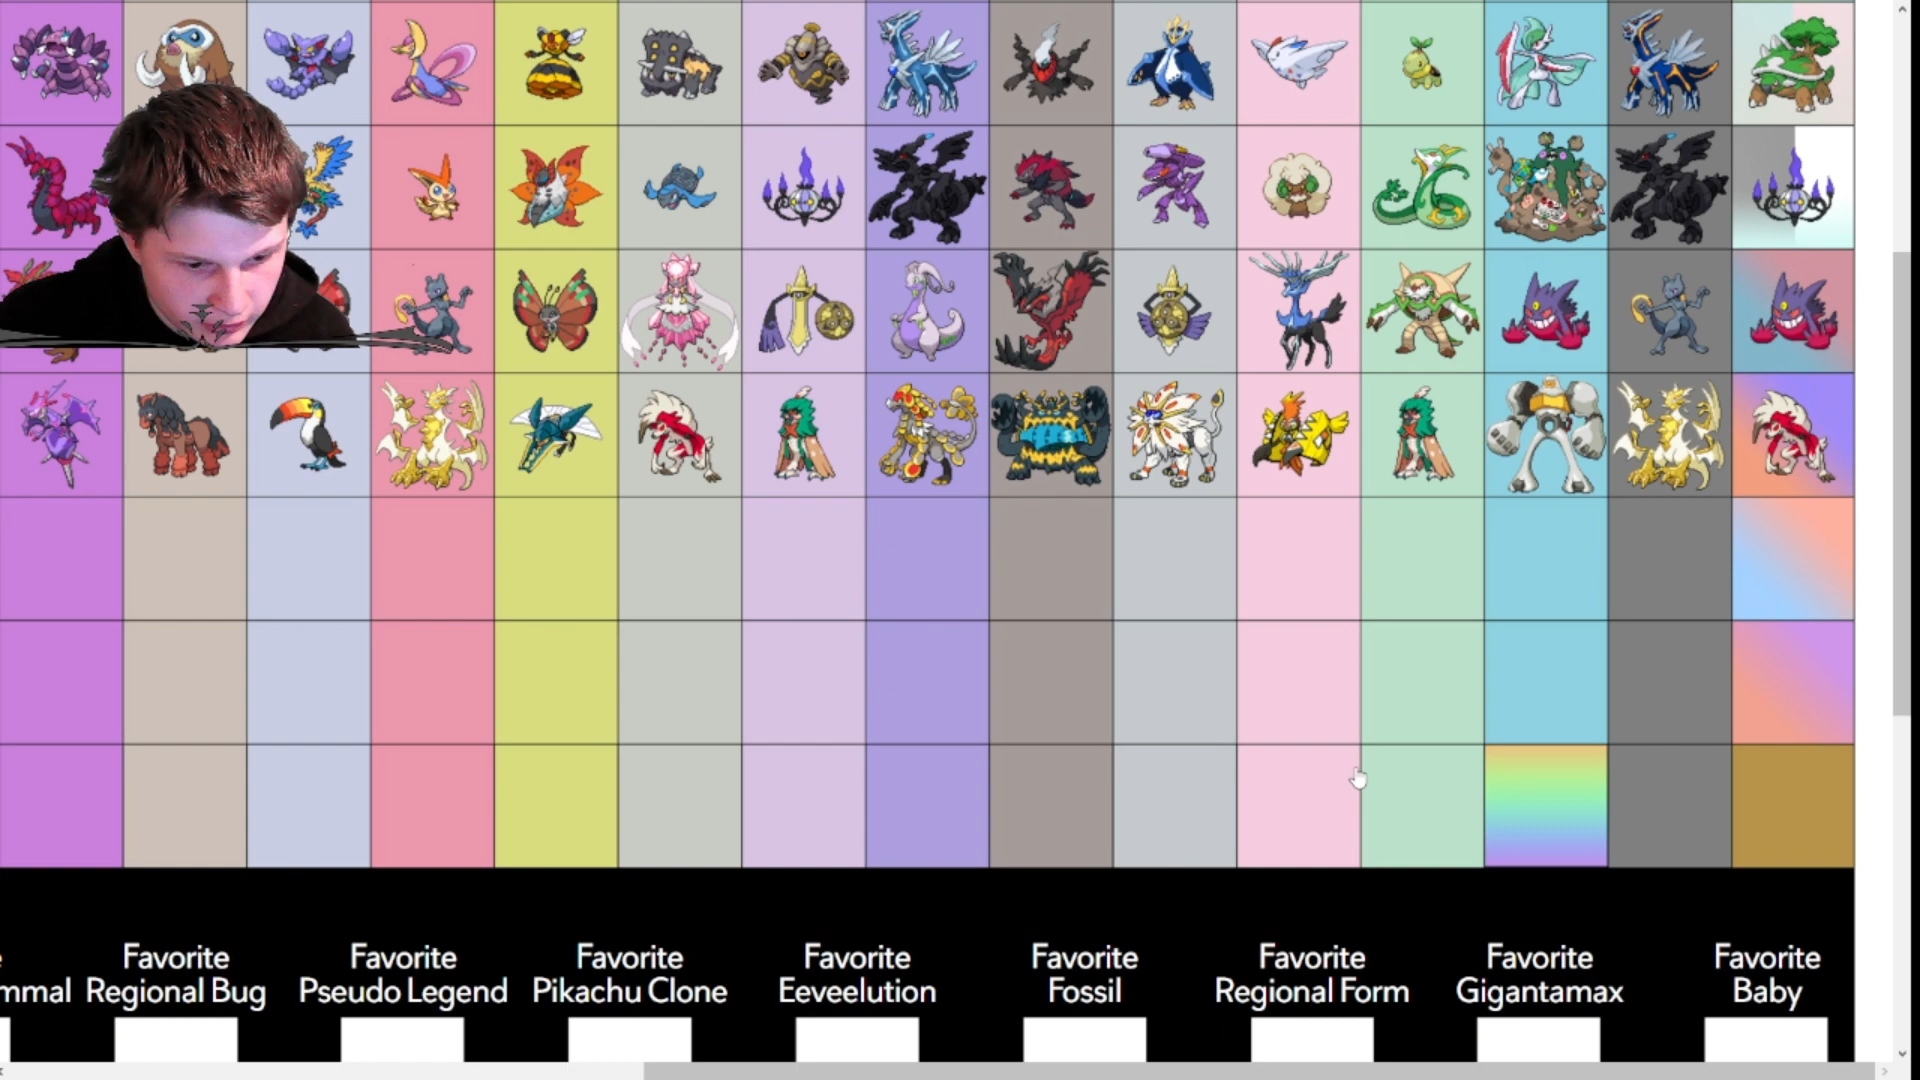 mmal
Favorite
Regional Bug
Favorite
Pseudo Legend
Favorite
Pikachu Clone
Favorite
Eeveelution
Favorite
Fossil
Favorite
Regional Form
Favorite
Gigantamax
Favorite
Baby